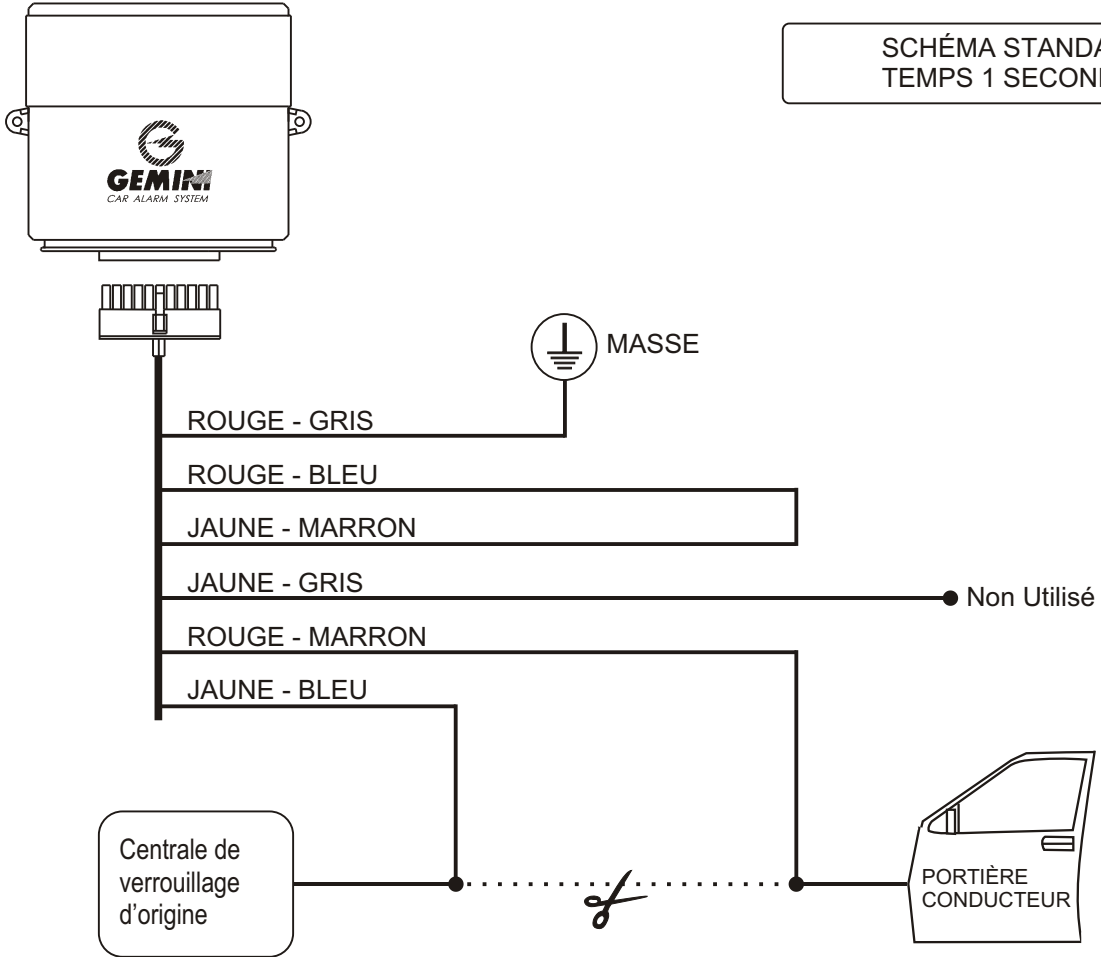 SCHÉMA STANDA
TEMPS 1 SECON
GEMINI
CAR ALARM SYSTEM
MASSE
ROUGE - GRIS
ROUGE - BLEU
JAUNE - MARRON
JAUNE - GRIS
Non Utilisé
ROUGE - MARRON
JAUNE - BLEU
Centrale de
verrouillage
d'origine
PORTIÈRE
CONDUCTEUR